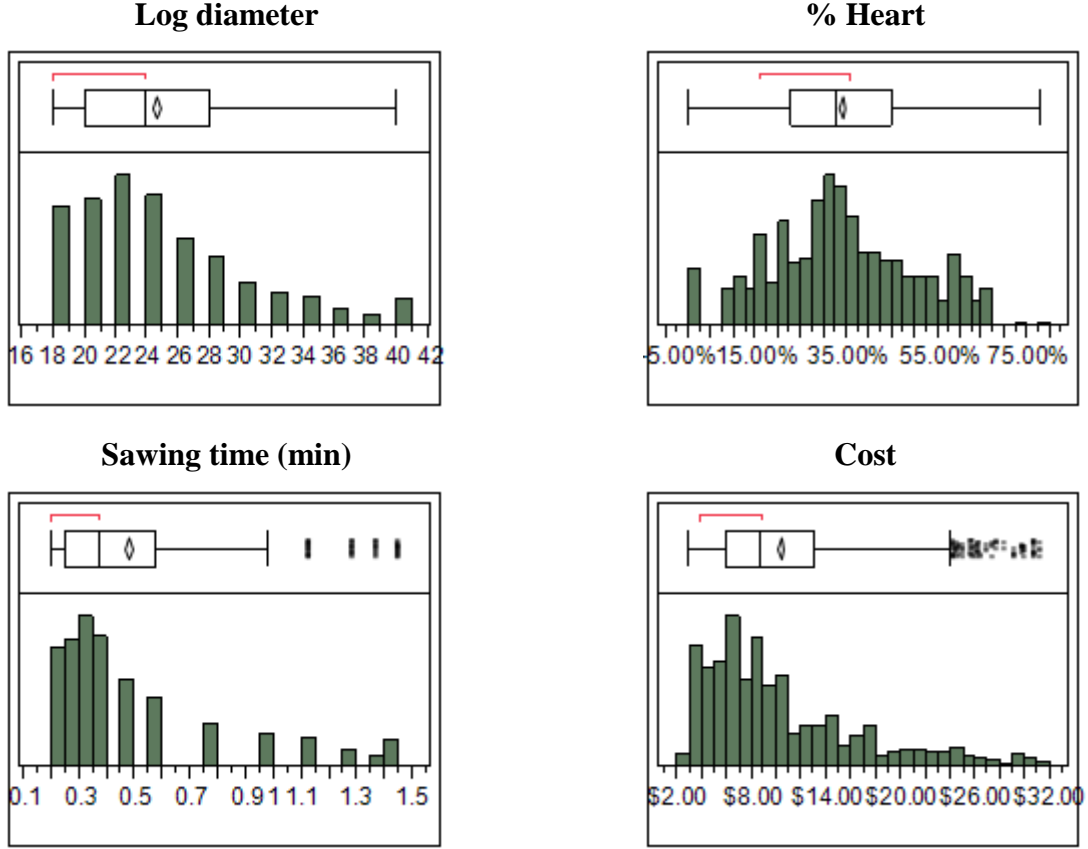 Log diameter
% Heart
16 18 20 22 24 26 28 30 32 34 36 38 40 42
-5.00% 15.00% 35.00% 55.00% 75.00%
Sawing time (min)
Cost
0.1 0.3 0.5 0.7 0.9 1 1.1 1.3 1.5
$2.00 $8.00 $14.00 $20.00 $26.00 $32.00